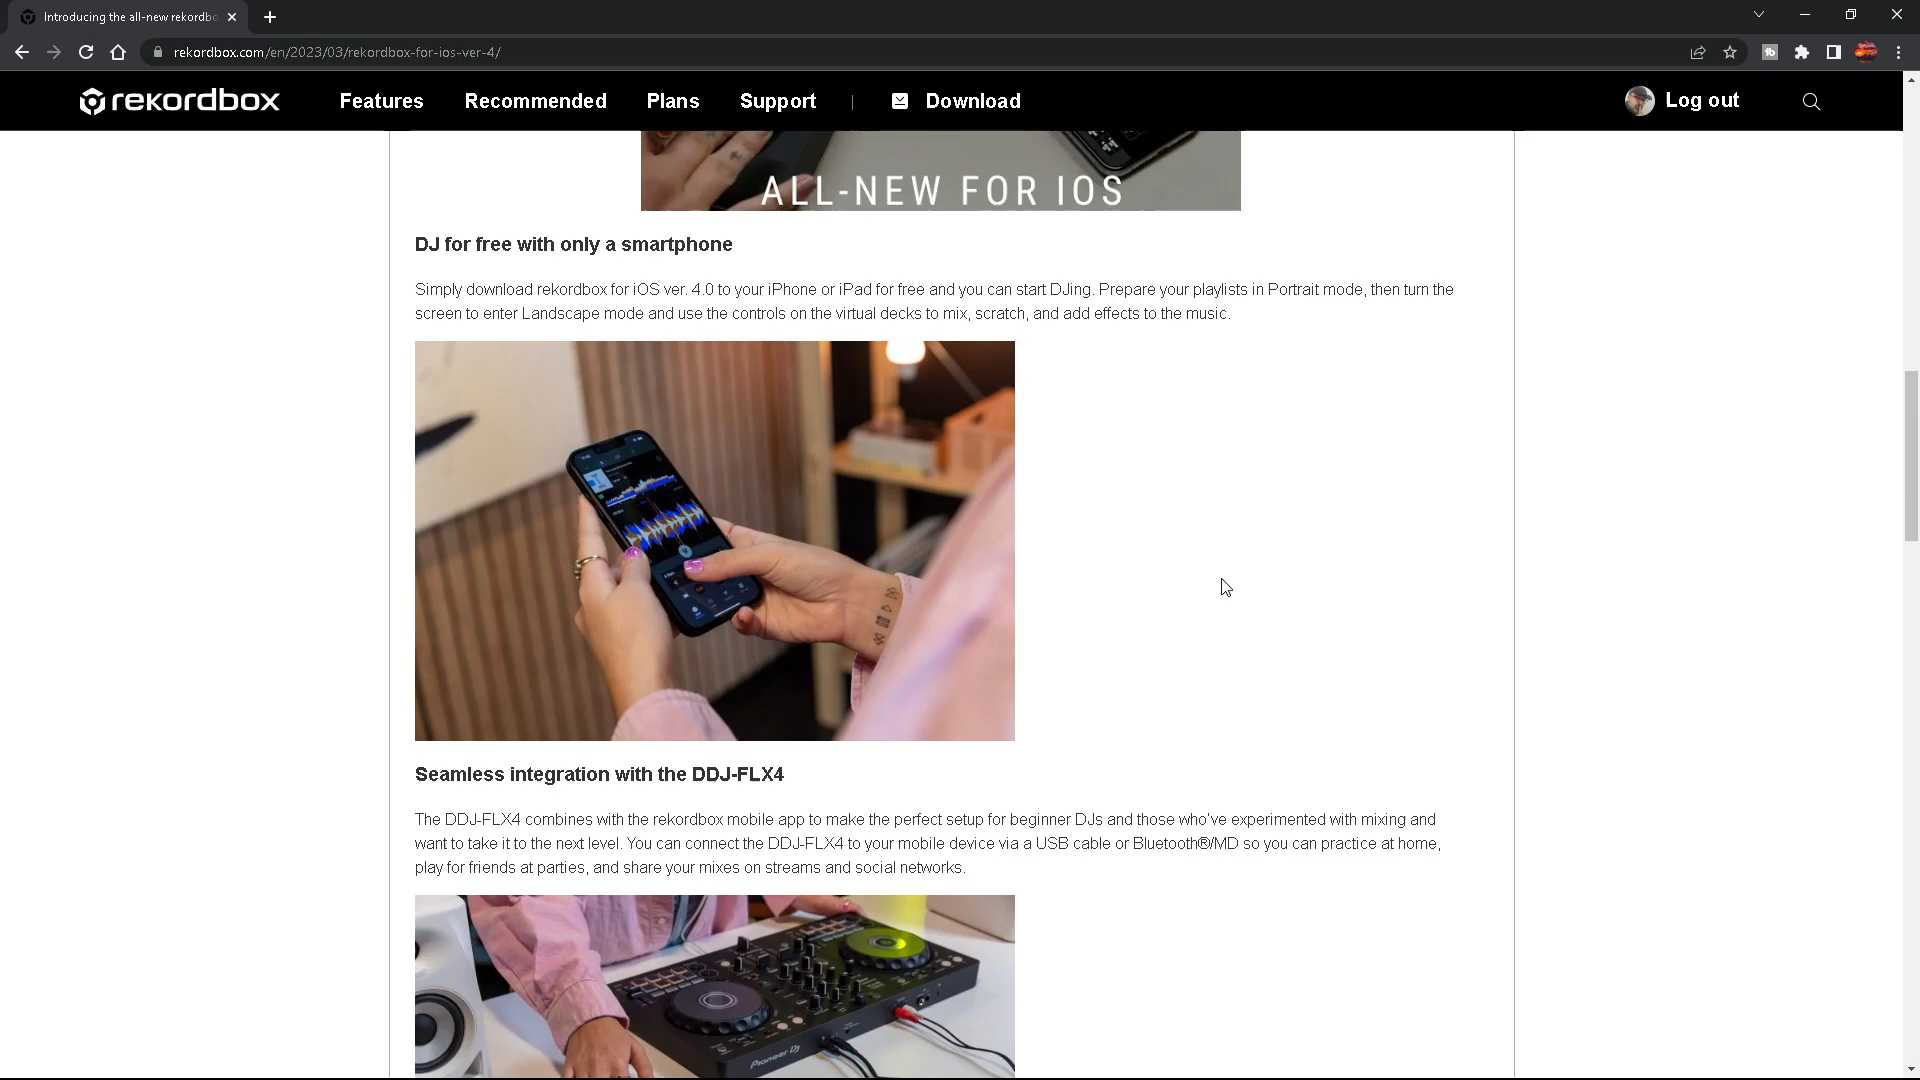 Introducing the all-new rekordbo
rekordbox.com/en/2023/03/rekordbox-for-ios-ver-4/
rekordbox
Features
Recommended
Plans
Support
Download
Log out
ALL-NEW FOR IOS
DJ for free with only a smartphone
Simply download rekordbox for iOS ver. 4.0 to your iPhone or iPad for free and you can start DJing. Prepare your playlists in Portrait mode, then turn the
screen to enter Landscape mode and use the controls on the virtual decks to mix, scratch, and add effects to the music.
Seamless integration with the DDJ-FLX4
The DDJ-FLX4 combines with the rekordbox mobile app to make the perfect setup for beginner DJs and those who've experimented with mixing and
want to take it to the next level. You can connect the DDJ-FLX4 to your mobile device via a USB cable or Bluetooth®/MD so you can practice at home,
play for friends at parties, and share your mixes on streams and social networks.
Pioneer DJ